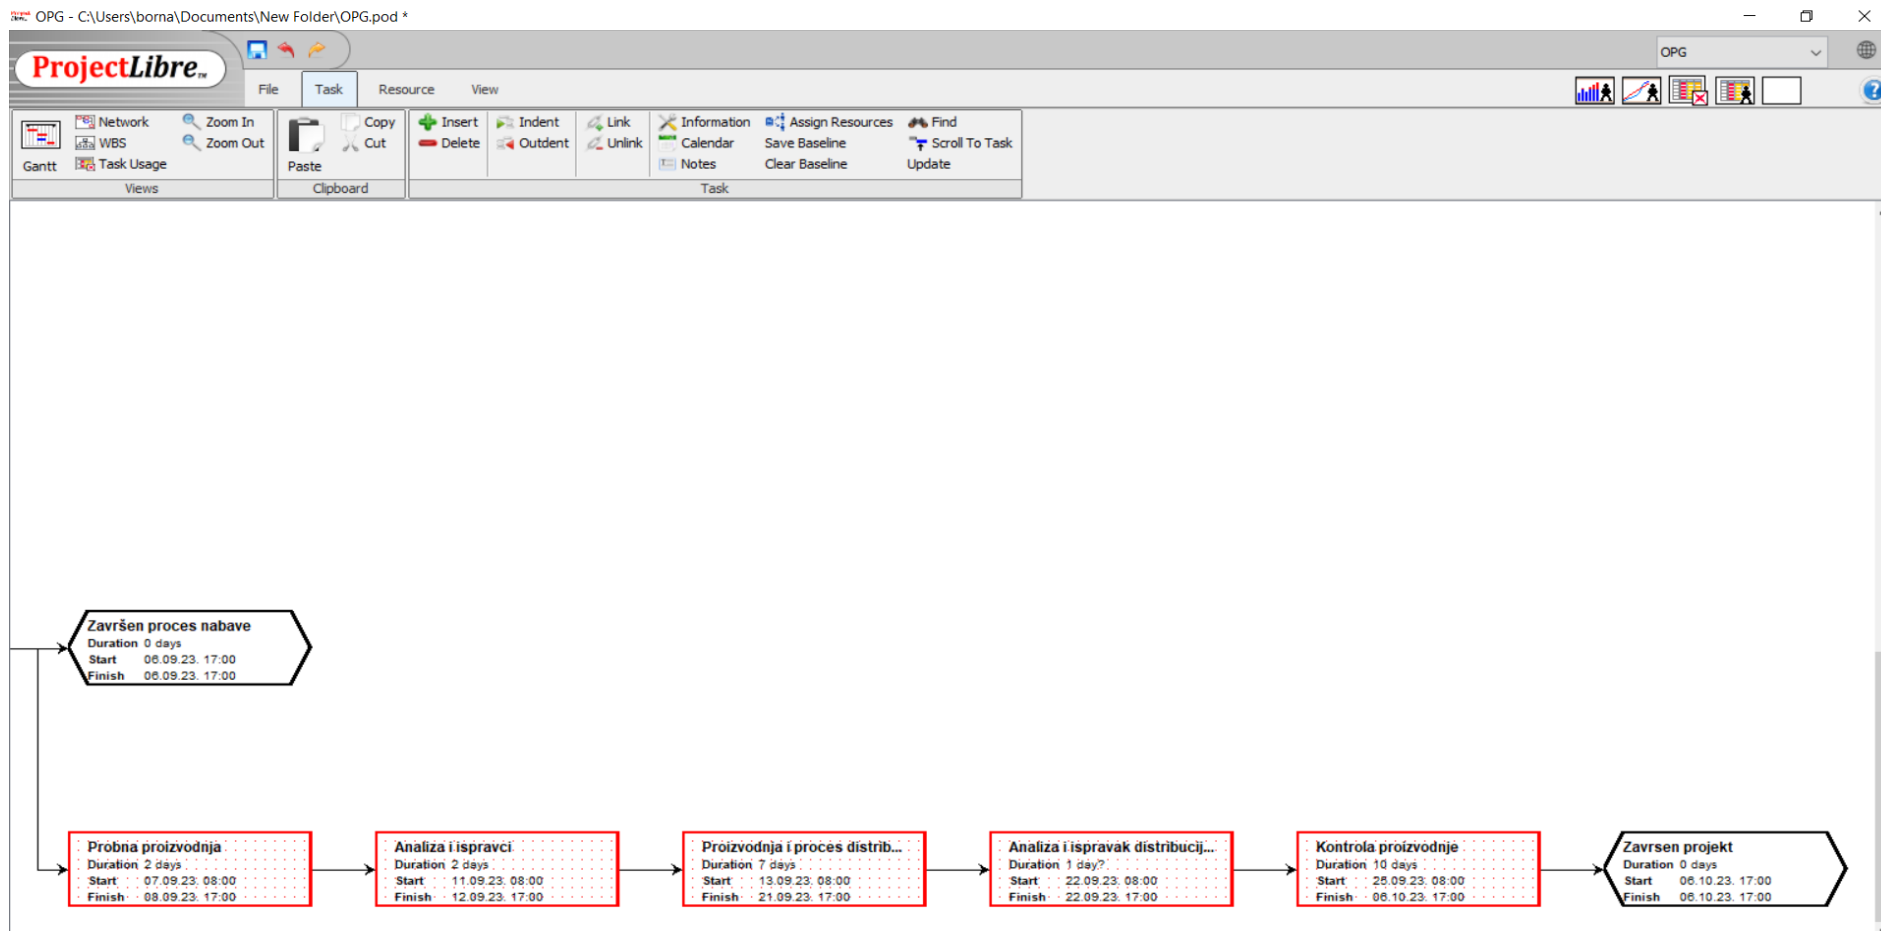 OPG - C:\Users\borna\Documents\New Folder\OPG.pod *
ProjectLibre™
OPG
File Task Resource View
Network Zoom In Copy Insert Indent Link Information Assign Resources Find
WBS Zoom Out Cut Delete Outdent Unlink Calendar Save Baseline Scroll To Task
Gantt Task Usage Paste Notes Clear Baseline Update
Views Clipboard Task
Završen proces nabave
Duration 0 days
Start 06.09.23. 17:00
Finish 06.09.23. 17:00
Probna proizvodnja
Duration 2 days
Start 07.09.23. 08:00
Finish 08.09.23. 17:00
Analiza i ispravci
Duration 2 days
Start 11.09.23. 08:00
Finish 12.09.23. 17:00
Proizvodnja i proces distrib...
Duration 7 days
Start 13.09.23. 08:00
Finish 21.09.23. 17:00
Analiza i ispravak distribucij...
Duration 1 day?
Start 22.09.23. 08:00
Finish 22.09.23. 17:00
Kontrola proizvodnje
Duration 10 days
Start 25.09.23. 08:00
Finish 06.10.23. 17:00
Zavrsen projekt
Duration 0 days
Start 06.10.23. 17:00
Finish 06.10.23. 17:00